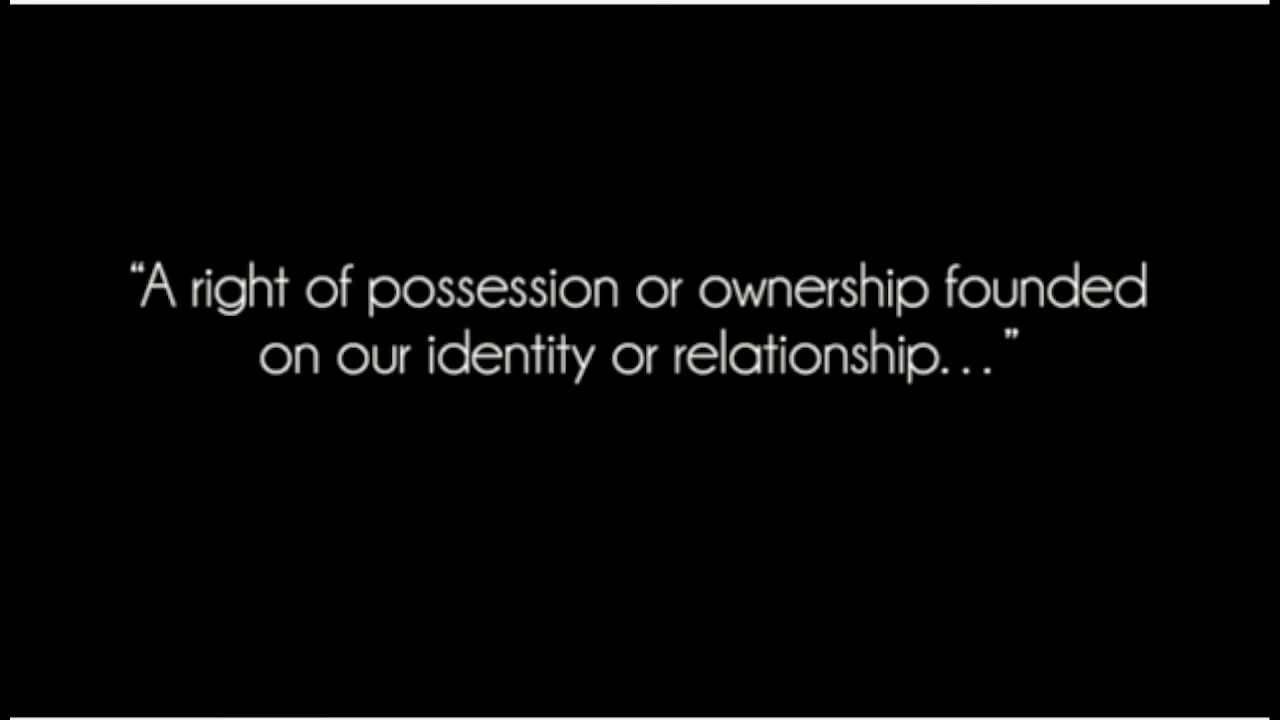 “A right of possession or ownership founded
on our identity or relationship...”